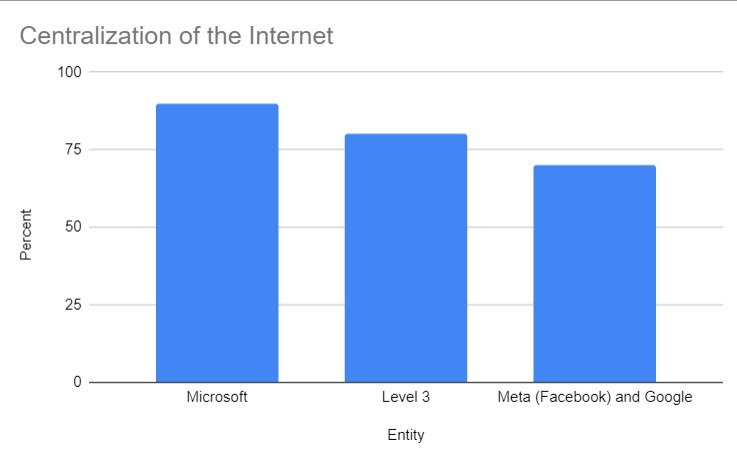 Centralization of the Internet
100
75
50
25
0
Percent
Microsoft
Level 3
Meta (Facebook) and Google
Entity